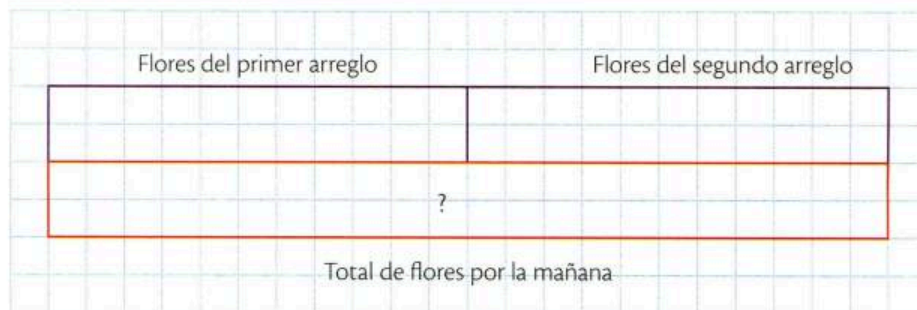 Flores del primer arreglo
Flores del segundo arreglo
?
Total de flores por la mañana